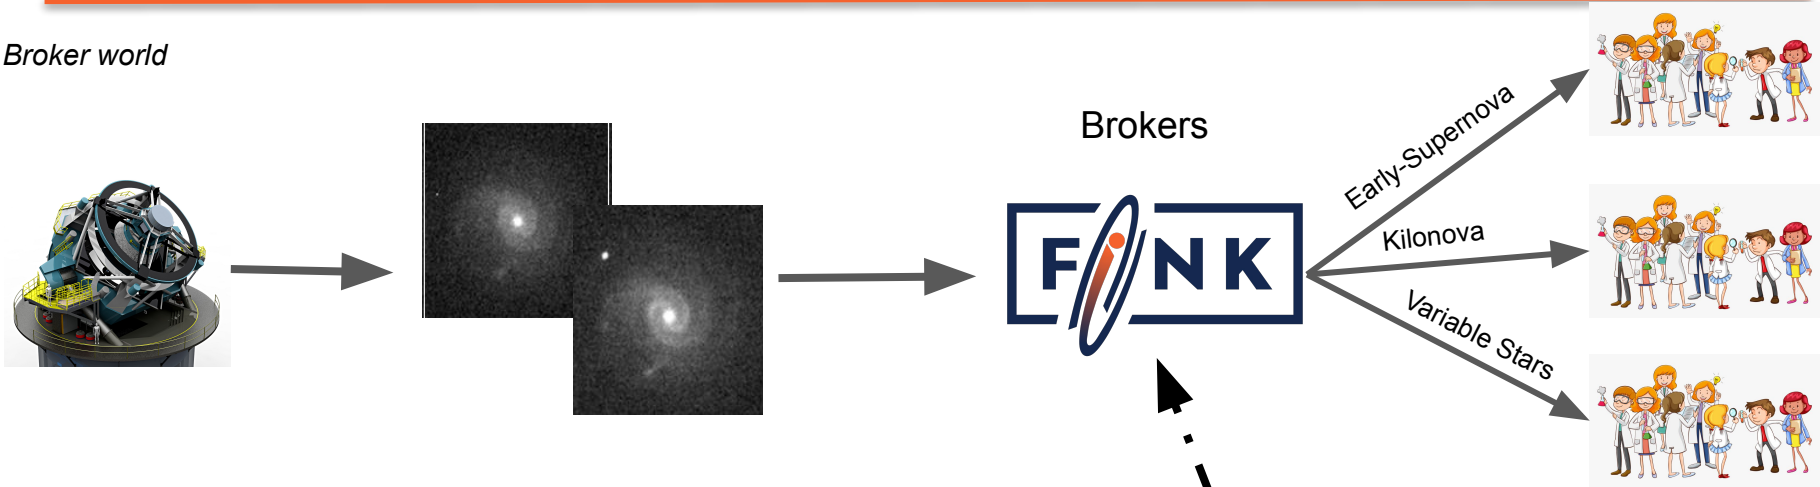 Broker world
Brokers
FINK
Early-Supernova
Kilonova
Variable Stars